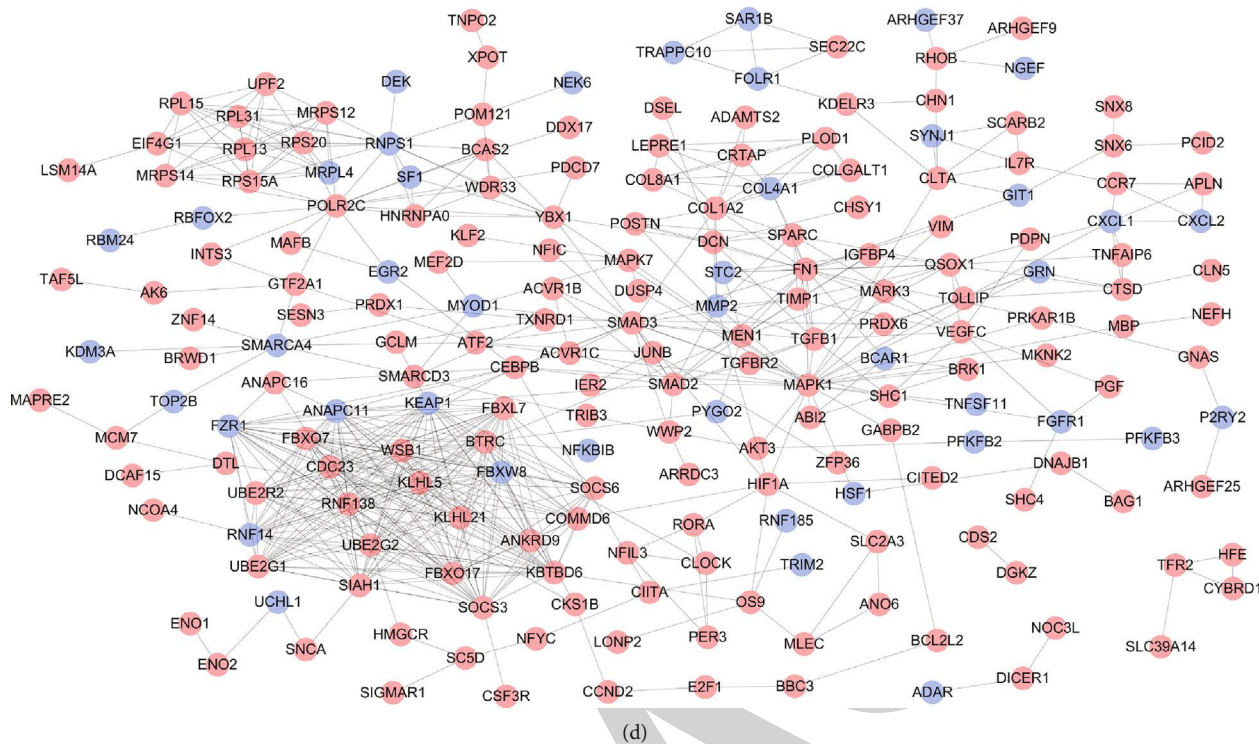 TNPO2
SAR1B
ARHGEF37
ARHGEF9
TRAPPC10
SEC22C
RHOB
XPOT
NGEF
DEK
NEK6
FOLR1
UPF2
RPL15
MRPS12
POM121
DSEL
KDELR3
CHN1
SNX8
RPL31
ADAMTS2
SCARB2
DDX17
SYNJ1
EIF4G1
RPL13
RPS20
RNPS1
BCAS2
LEPRE1
PLOD1
SNX6
PCID2
LSM14A
CRTAP
IL7R
PDCD7
MRPS14
RPS15A
MRPL4
SF1
COL8A1
COL4A1
COLGALT1
CLTA
CCR7
APLN
WDR33
GIT1
POLR2C
HNRNPA0
YBX1
COL1A2
CHSY1
RBFOX2
POSTN
CXCL1
CXCL2
RBM24
KLF2
DCN
SPARC
VIM
MAFB
NFIC
PDPN
INTS3
IGFBP4
TNFAIP6
MEF2D
MAPK7
FN1
QSOX1
EGR2
STC2
GRN
TAF5L
GTF2A1
CLN5
AK6
ACVR1B
DUSP4
MARK3
CTSD
PRDX1
MYOD1
MMP2
TIMP1
TOLLIP
SESN3
TXNRD1
SMAD3
PRDX6
PRKAR1B
NEFH
ZNF14
MEN1
TGFB1
VEGFC
MBP
SMARCA4
GCLM
ATF2
KDM3A
BRWD1
ACVR1C
JUNB
BCAR1
MKNK2
GNAS
CEBPB
TGFBR2
BRK1
ANAPC16
SMARCD3
IER2
SMAD2
MAPK1
SHC1
PGF
MAPRE2
TOP2B
ANAPC11
KEAP1
FBXL7
TRIB3
PYGO2
ABI2
TNFSF11
FGFR1
P2RY2
FZR1
MCM7
FBXO7
WSB1
BTRC
NFKBIB
WWP2
GABPB2
AKT3
PFKFB2
PFKFB3
DCAF15
DTL
CDC23
FBXW8
ARRDC3
ZFP36
DNAJB1
KLHL5
UBE2R2
SOCS6
HIF1A
HSF1
CITED2
ARHGEF25
NCOA4
RNF138
SHC4
BAG1
RNF14
KLHL21
COMMD6
RORA
RNF185
ANKRD9
UBE2G2
NFIL3
SLC2A3
CDS2
UBE2G1
CLOCK
HFE
SIAH1
FBXO17
KBTBD6
TRIM2
DGKZ
TFR2
CYBRD1
UCHL1
SOCS3
CKS1B
CIITA
OS9
ANO6
ENO1
HMGCR
NFYC
LONP2
PER3
MLEC
BCL2L2
NOC3L
ENO2
SNCA
SC5D
SLC39A14
SIGMAR1
CSF3R
CCND2
E2F1
BBC3
ADAR
DICER1
(d)